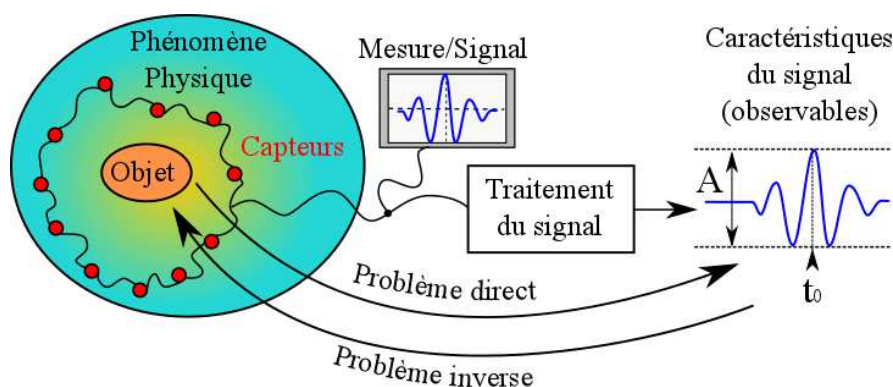 Phénomène
Physique
Objet
Capteurs
Mesure/Signal
Traitement
du signal
Caractéristiques
du signal
(observables)
A
t₀
Problème direct
Problème inverse